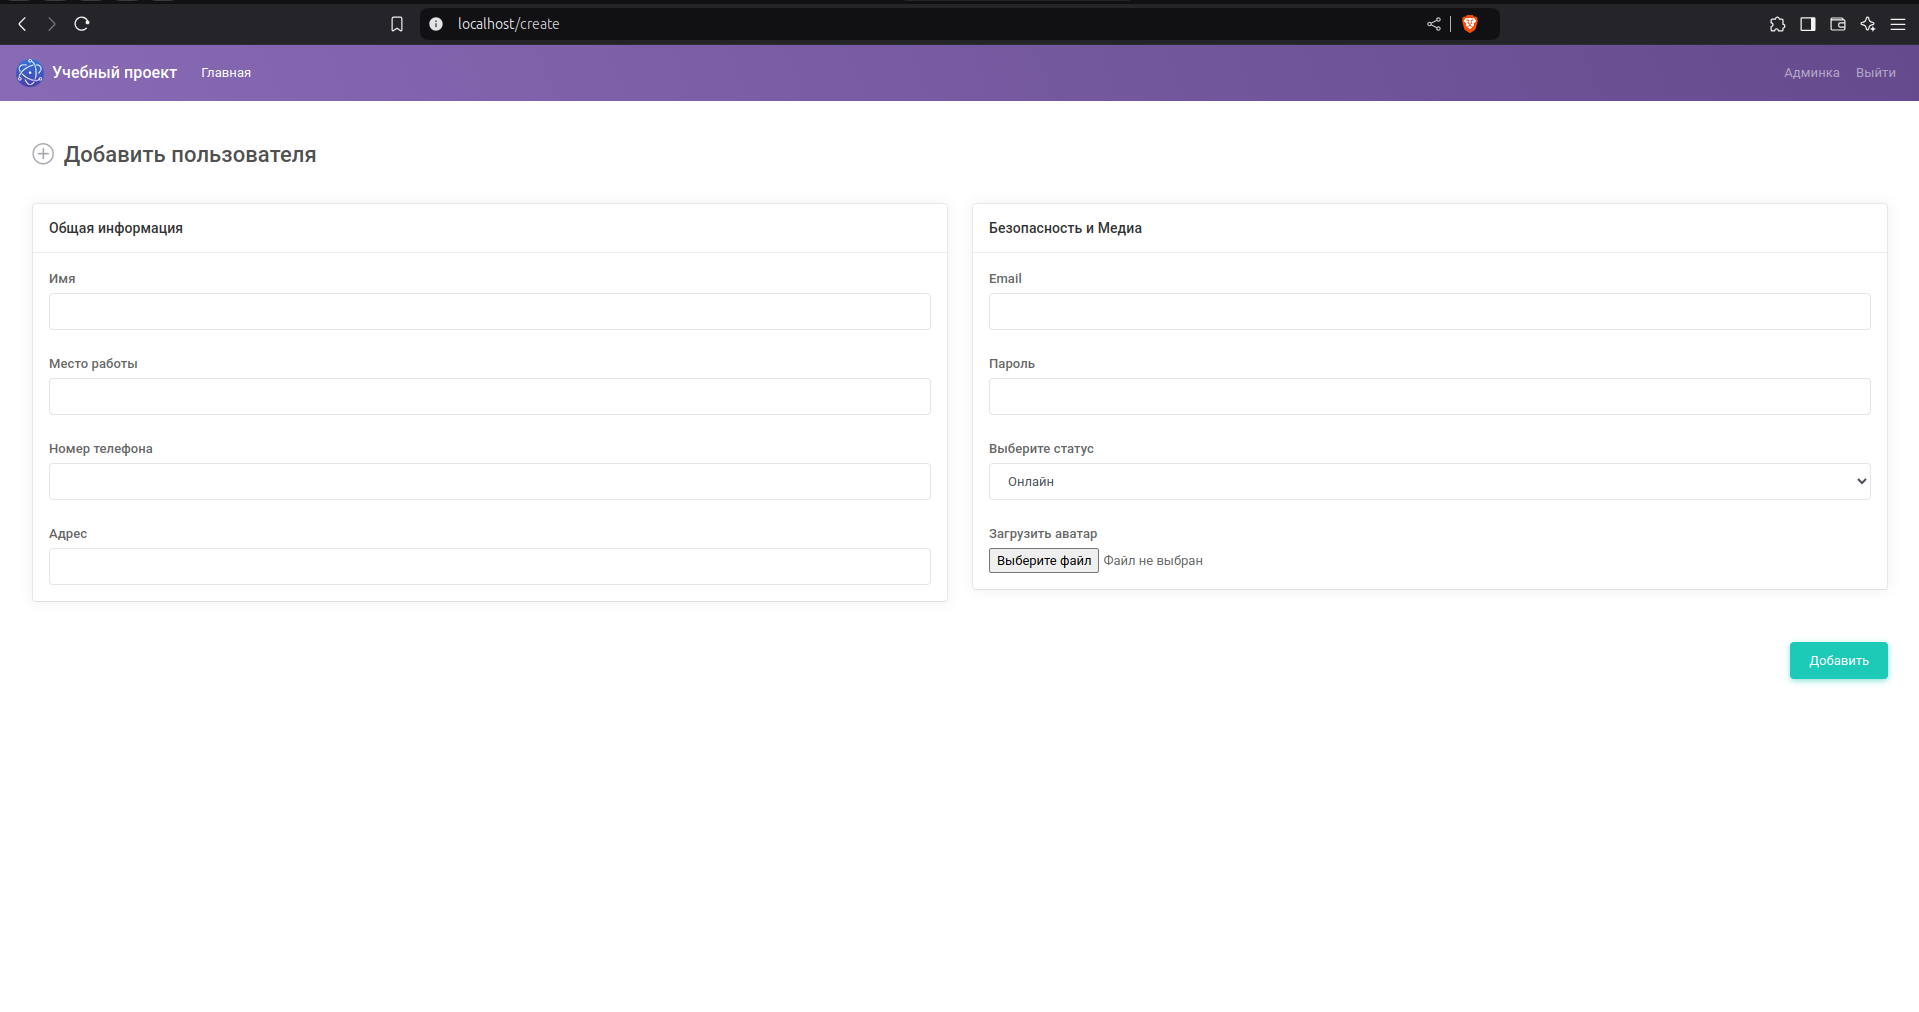 localhost/create
Учебный проект
Главная
Админка
Выйти
Добавить пользователя
Общая информация
Имя
Место работы
Номер телефона
Адрес
Безопасность и Медиа
Email
Пароль
Выберите статус
Онлайн
Загрузить аватар
Выберите файл Файл не выбран
Добавить